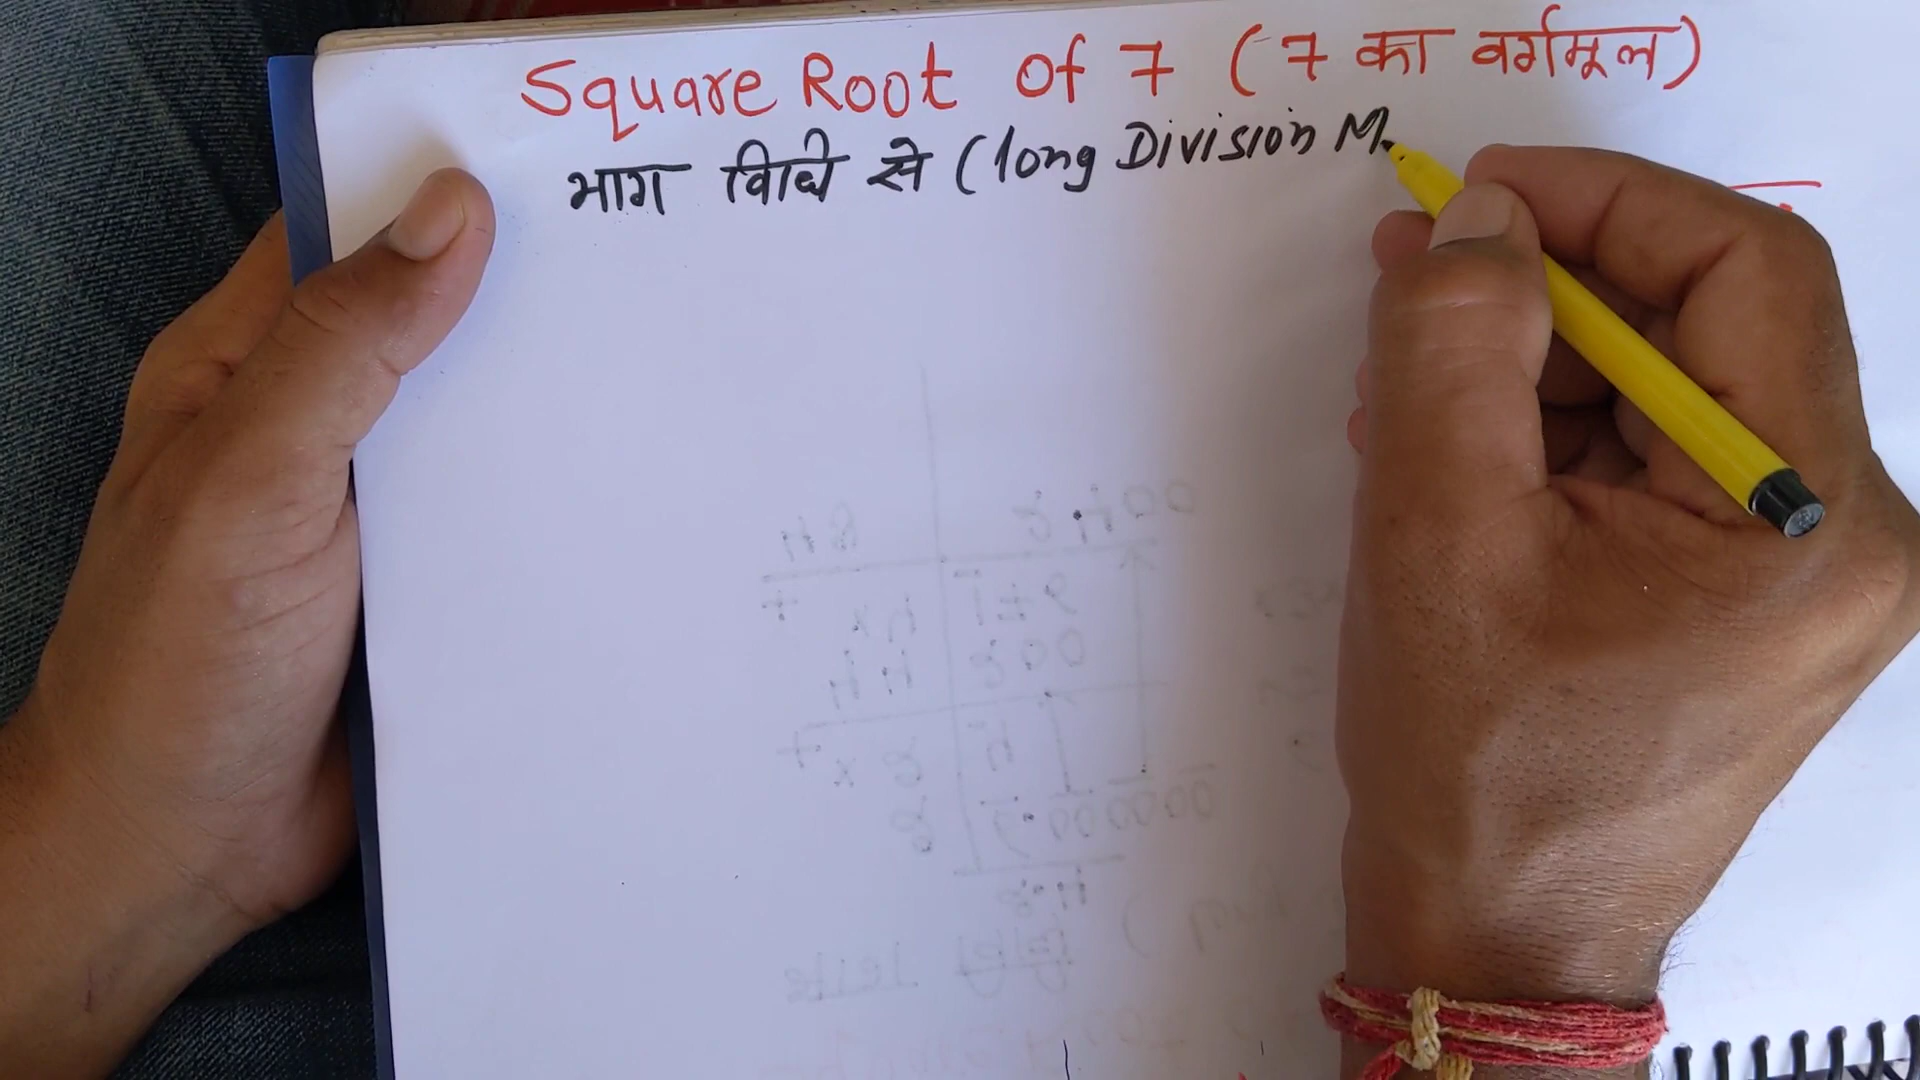 Square Root of 7 (7 का वर्गमूल)
भाग विधि से (long Division M